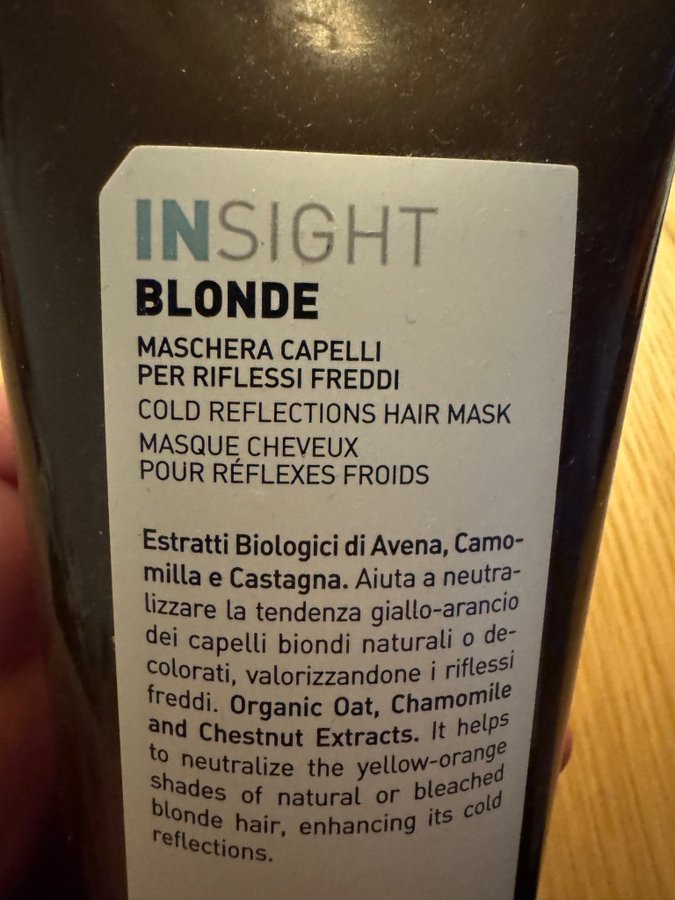 INSIGHT
BLONDE
MASCHERA CAPELLI
PER RIFLESSI FREDDI
COLD REFLECTIONS HAIR MASK
MASQUE CHEVEUX
POUR RÉFLEXES FROIDS
Estratti Biologici di Avena, Camo-
milla e Castagna. Aiuta a neutra-
lizzare la tendenza giallo-arancio
dei capelli biondi naturali o de-
colorati, valorizzandone i riflessi
freddi. Organic Oat, Chamomile
and Chestnut Extracts. It helps
to neutralize the yellow-orange
shades of natural or bleached
blonde hair, enhancing its cold
reflections.